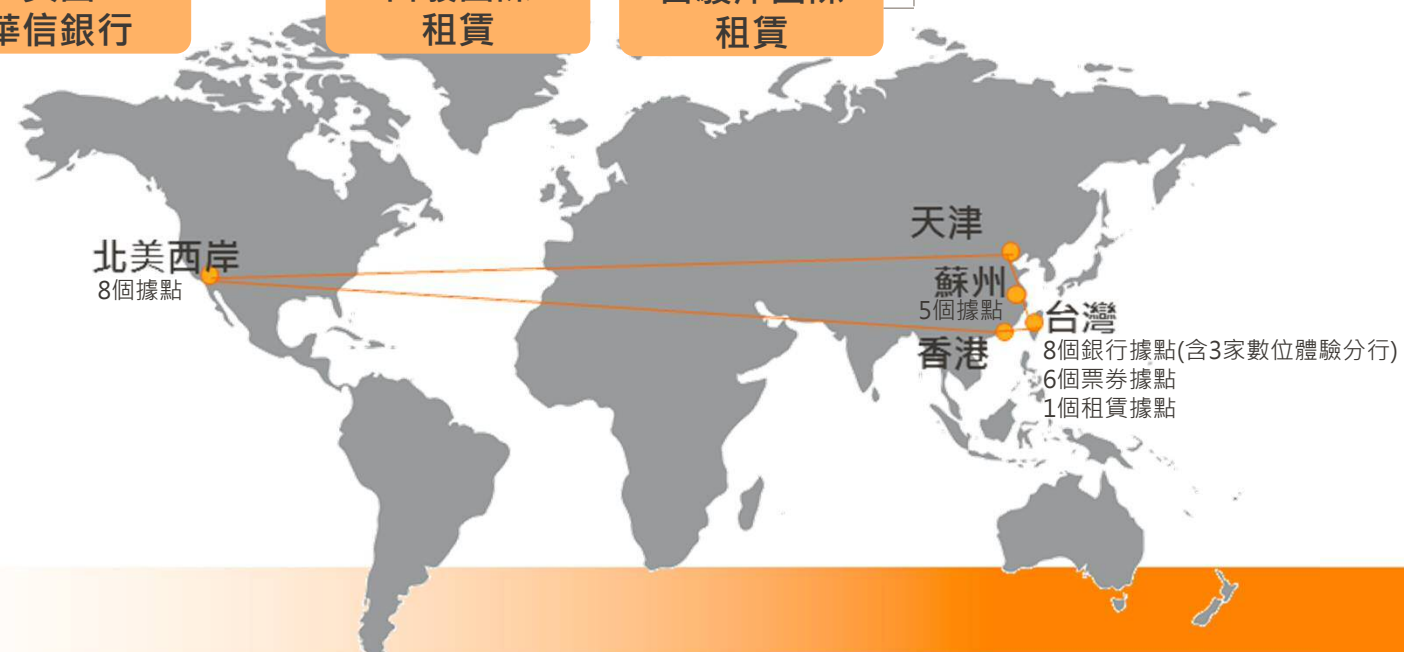 華信銀行
租賃
租賃
北美西岸
8個據點
天津
蘇州
5個據點
香港
台灣
8個銀行據點(含3家數位體驗分行)
6個票券據點
1個租賃據點